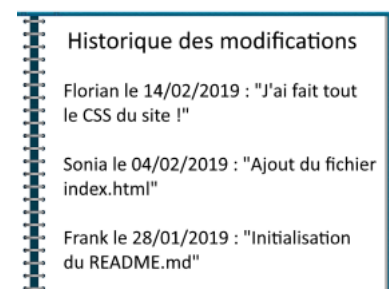 Historique des modifications
Florian le 14/02/2019 : "J'ai fait tout
le CSS du site !"
Sonia le 04/02/2019 : "Ajout du fichier
index.html"
Frank le 28/01/2019 : "Initialisation
du README.md"